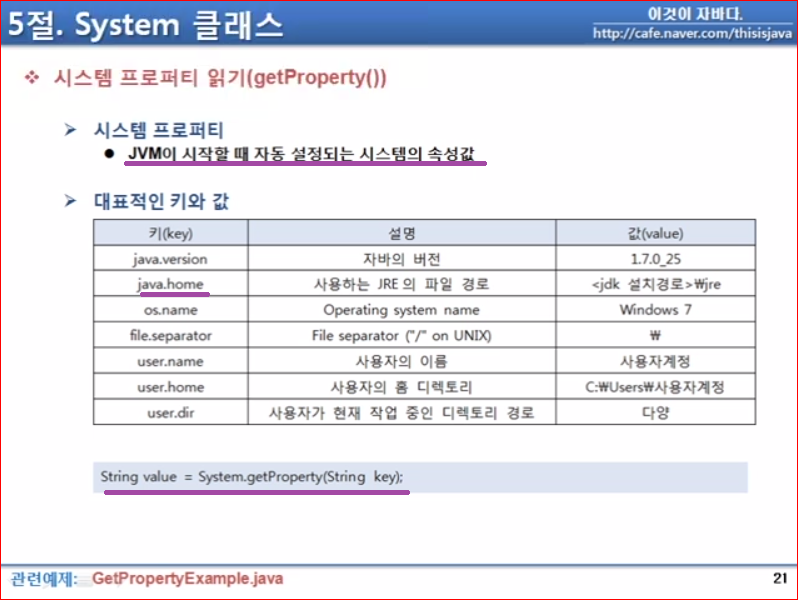 5절. System 클래스
이것이 자바다.
http://cafe.naver.com/thisisjava
❖ 시스템 프로퍼티 읽기(getProperty())
➢ 시스템 프로퍼티
● JVM이 시작할 때 자동 설정되는 시스템의 속성값
➢ 대표적인 키와 값
키(key) 설명 값(value)
java.version 자바의 버전 1.7.0_25
java.home 사용하는 JRE의 파일 경로 <jdk 설치경로>₩jre
os.name Operating system name Windows 7
file.separator File separator ("/" on UNIX) ₩
user.name 사용자의 이름 사용자계정
user.home 사용자의 홈 디렉토리 C:₩Users₩사용자계정
user.dir 사용자가 현재 작업 중인 디렉토리 경로 다양
String value = System.getProperty(String key);
관련예제: GetPropertyExample.java
21